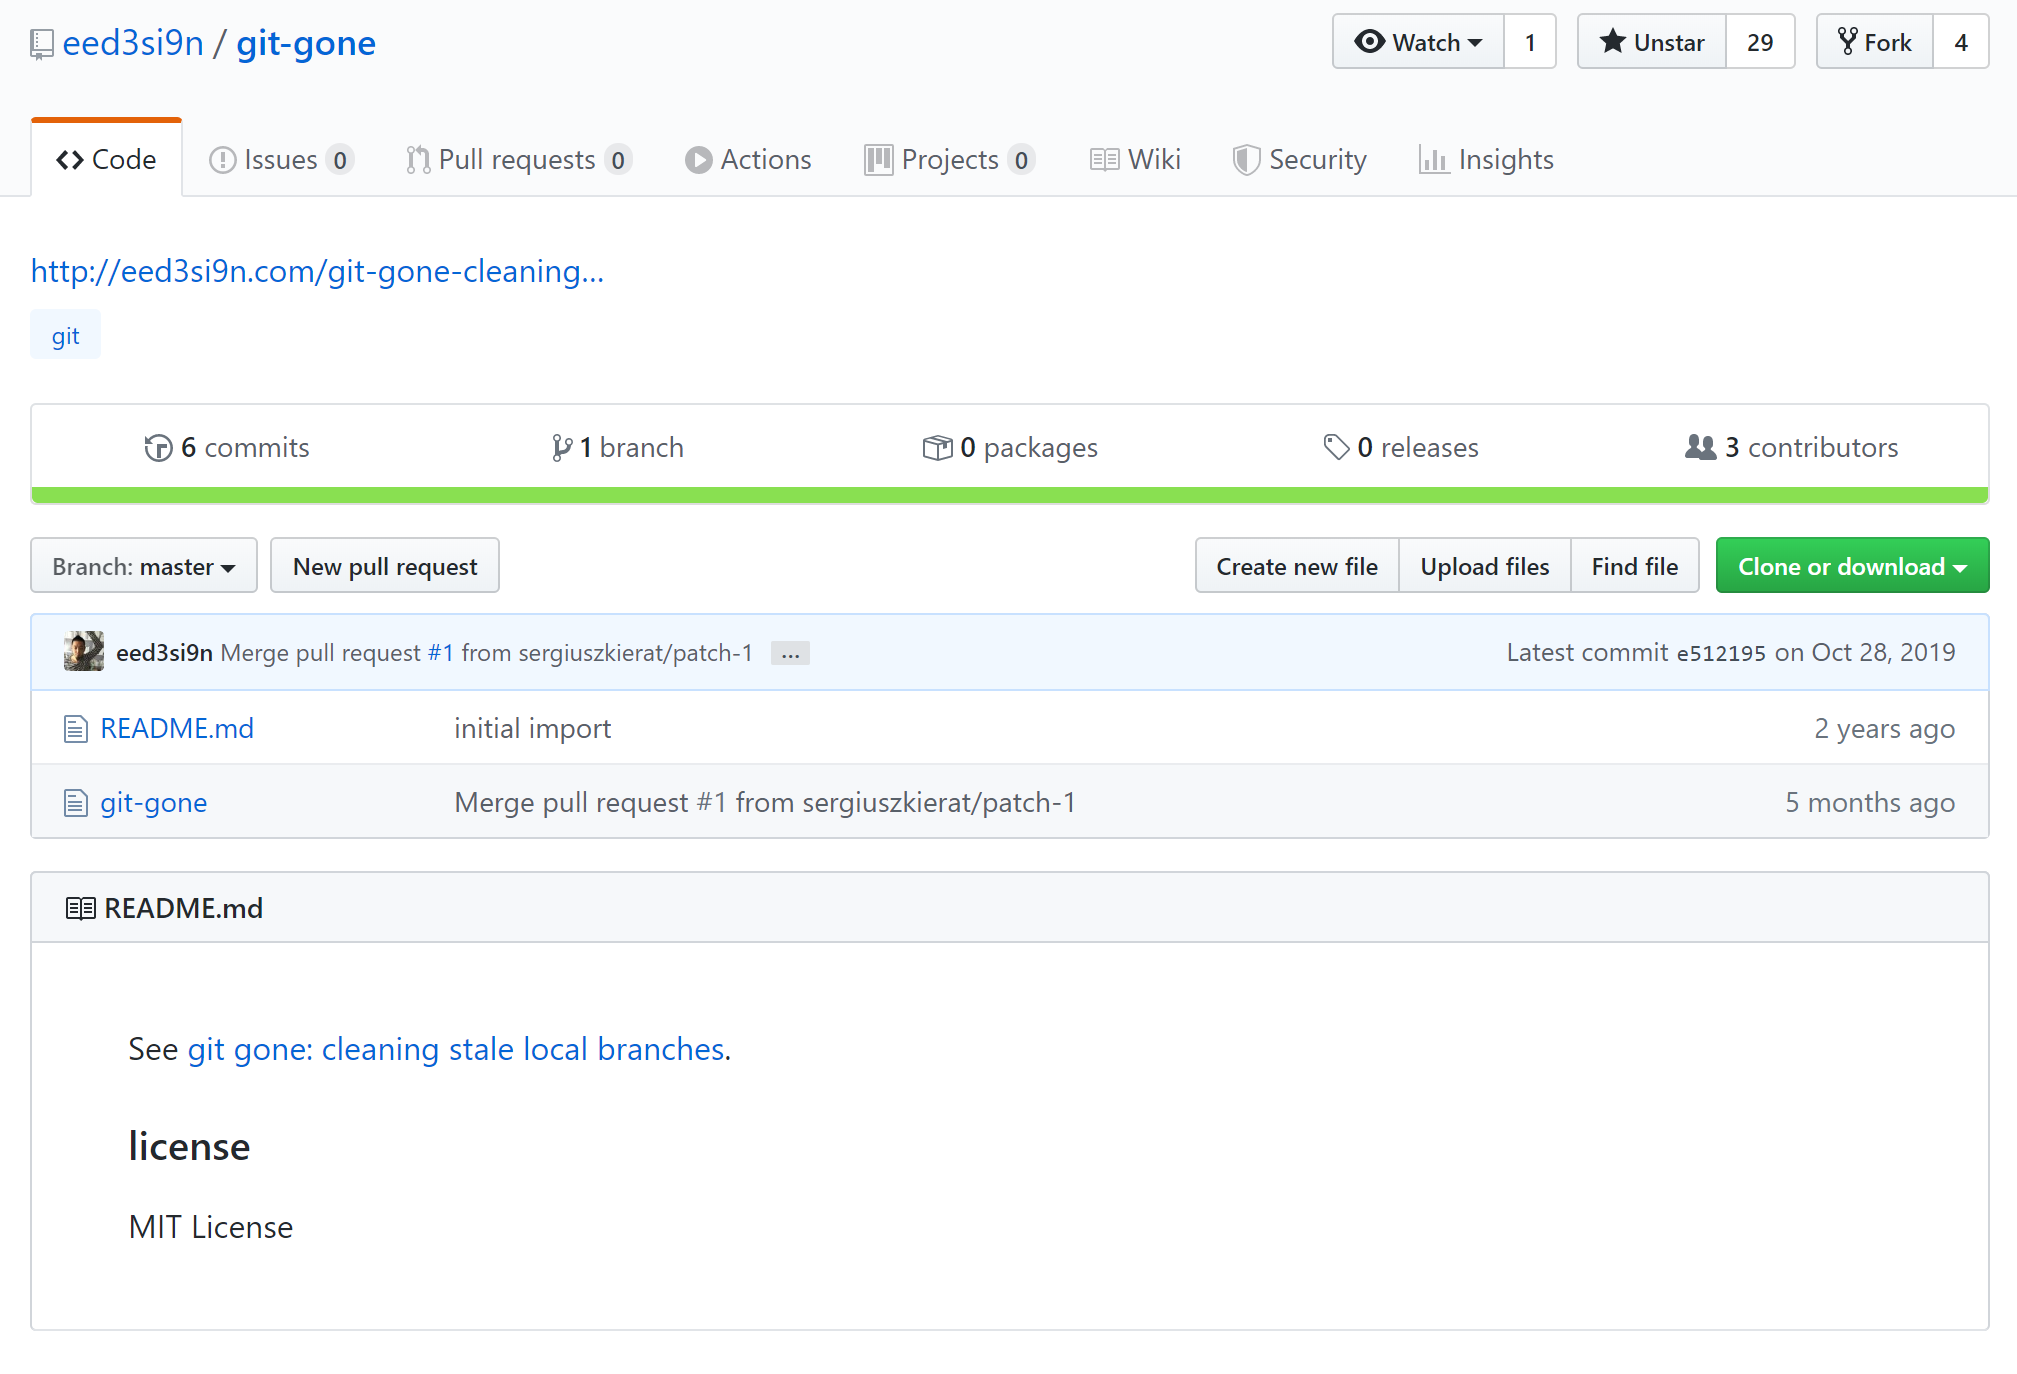 eed3si9n / git-gone
Watch 1 Unstar 29 Fork 4
Code Issues 0 Pull requests 0 Actions Projects 0 Wiki Security Insights
http://eed3si9n.com/git-gone-cleaning...
git
6 commits 1 branch 0 packages 0 releases 3 contributors
Branch: master New pull request Create new file Upload files Find file Clone or download
eed3si9n Merge pull request #1 from sergiuszkierat/patch-1 ... Latest commit e512195 on Oct 28, 2019
README.md initial import 2 years ago
git-gone Merge pull request #1 from sergiuszkierat/patch-1 5 months ago
README.md
See git gone: cleaning stale local branches.
license
MIT License